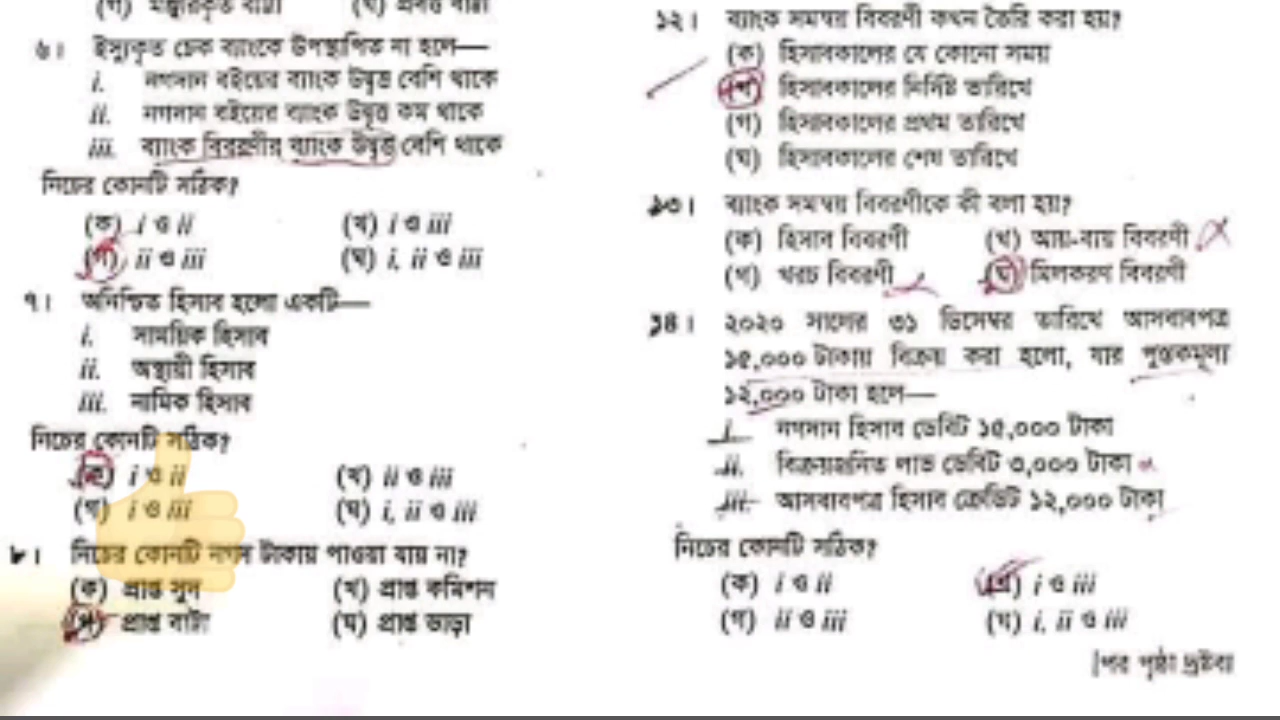 (গ) মঞ্জুরিকৃত বাট্টা (ঘ) প্রদত্ত বাট্টা
৬। ইস্যুকৃত চেক ব্যাংকে উপস্থাপিত না হলে—
i. নগদান বইয়ের ব্যাংক উদ্বৃত্ত বেশি থাকে
ii. নগদান বইয়ের ব্যাংক উদ্বৃত্ত কম থাকে
iii. ব্যাংক বিবরণীর ব্যাংক উদ্বৃত্ত বেশি থাকে
নিচের কোনটি সঠিক?
(ক) i ও ii (খ) i ও iii
(গ) ii ও iii (ঘ) i, ii ও iii
৭। অনিশ্চিত হিসাব হলো একটি—
i. সাময়িক হিসাব
ii. অস্থায়ী হিসাব
iii. নামিক হিসাব
নিচের কোনটি সঠিক?
(ক) i ও ii (খ) ii ও iii
(গ) i ও iii (ঘ) i, ii ও iii
৮। নিচের কোনটি নগদ টাকায় পাওয়া যায় না?
(ক) প্রাপ্ত সুদ (খ) প্রাপ্ত কমিশন
(গ) প্রাপ্ত বাট্টা (ঘ) প্রাপ্ত ভাড়া
১২। ব্যাংক সমন্বয় বিবরণী কখন তৈরি করা হয়?
(ক) হিসাবকালের যে কোনো সময়
(খ) হিসাবকালের নির্দিষ্ট তারিখে
(গ) হিসাবকালের প্রথম তারিখে
(ঘ) হিসাবকালের শেষ তারিখে
১৩। ব্যাংক সমন্বয় বিবরণীকে কী বলা হয়?
(ক) হিসাব বিবরণী (খ) আয়-ব্যয় বিবরণী
(গ) খরচ বিবরণী (ঘ) মিলকরণ বিবরণী
১৪। ২০২০ সালের ৩১ ডিসেম্বর তারিখে আসবাবপত্র
১৫,০০০ টাকায় বিক্রয় করা হলো, যার পুস্তকমূল্য
১২,০০০ টাকা হলে—
i. নগদান হিসাব ডেবিট ১৫,০০০ টাকা
ii. বিক্রয়জনিত লাভ ডেবিট ৩,০০০ টাকা
iii. আসবাবপত্র হিসাব ক্রেডিট ১২,০০০ টাকা
নিচের কোনটি সঠিক?
(ক) i ও ii (খ) i ও iii
(গ) ii ও iii (ঘ) i, ii ও iii
[পর পৃষ্ঠা দ্রষ্টব্য